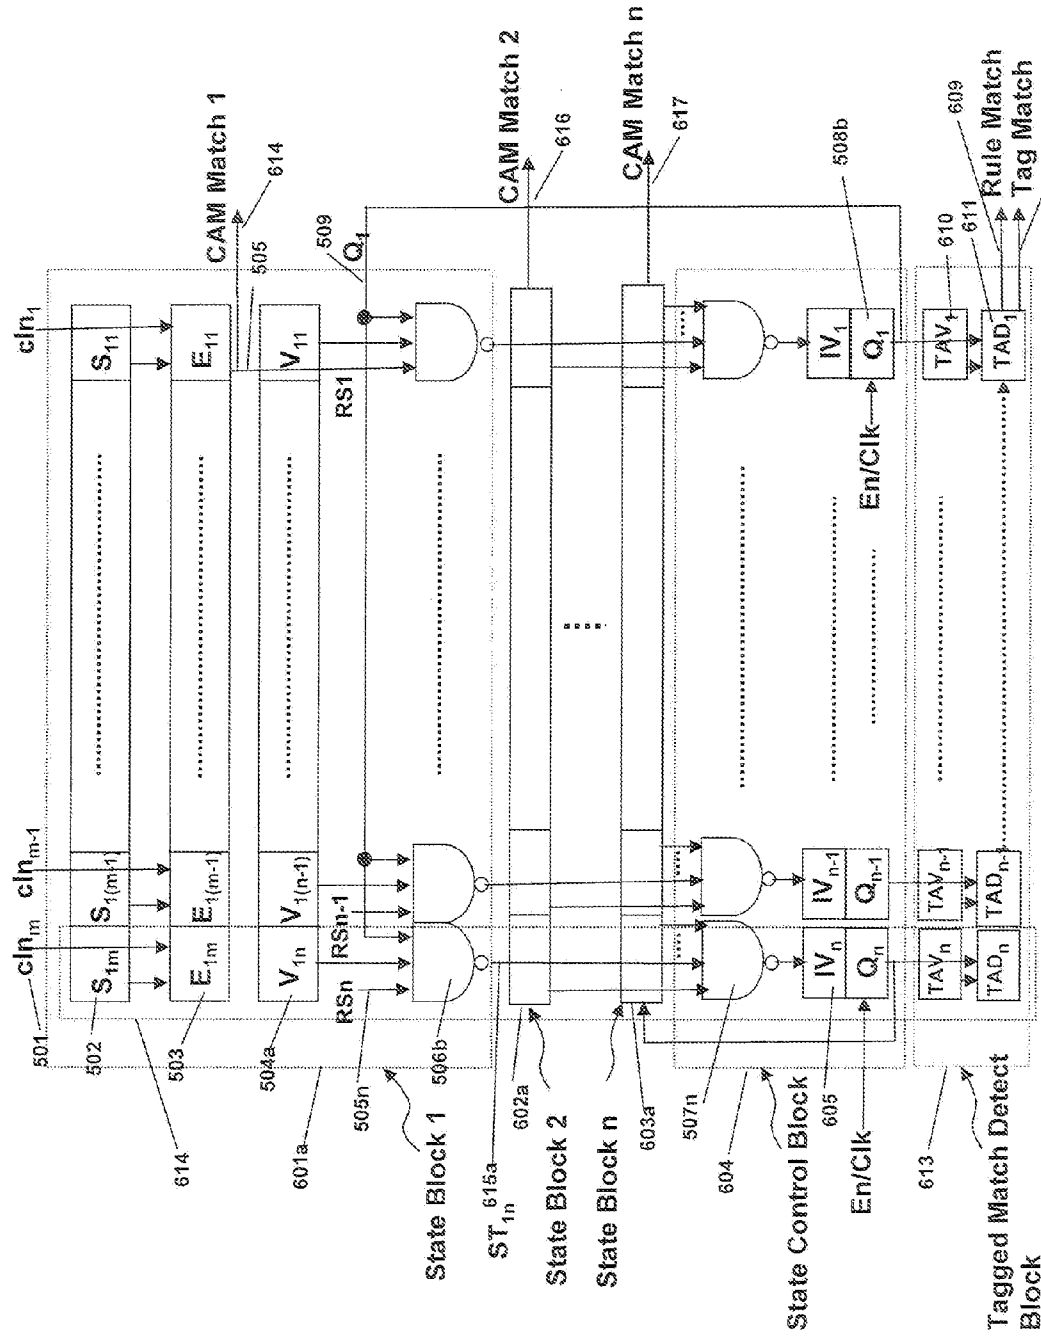 cIn₁
cInₘ₋₁
cInₘ
501
S₁₁
S₁₍ₘ₋₁₎
S₁ₘ
502
E₁₁
E₁₍ₘ₋₁₎
E₁ₘ
503
CAM Match 1
614
505
V₁₁
V₁₍ₙ₋₁₎
V₁ₙ
504a
614
601a
509
Q₁
RS1
RSn-1
RSn
505n
506b
State Block 1
615a
ST₁ₙ
CAM Match 2
616
602a
State Block 2
CAM Match n
617
State Block n
603a
507n
604
State Control Block
IV₁
Q₁
508b
En/Clk
IVₙ₋₁
Qₙ₋₁
IVₙ
Qₙ
605
En/Clk
TAV₁
610
TAD₁
611
TAVₙ₋₁
TADₙ₋₁
TAVₙ
TADₙ
613
Tagged Match Detect
Block
Rule Match
609
Tag Match